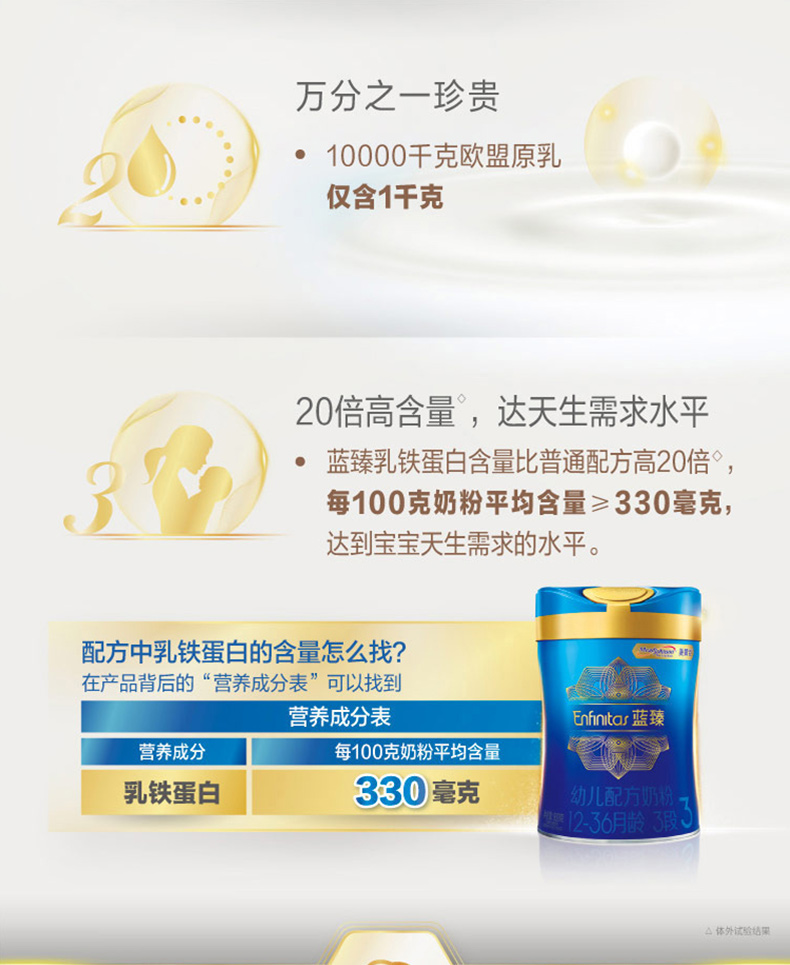 2
万分之一珍贵
• 10000千克欧盟原乳
仅含1千克
3
20倍高含量◇，达天生需求水平
• 蓝臻乳铁蛋白含量比普通配方高20倍◇，
每100克奶粉平均含量≥330毫克，
达到宝宝天生需求的水平。
配方中乳铁蛋白的含量怎么找?
在产品背后的“营养成分表”可以找到
营养成分表
营养成分 每100克奶粉平均含量
乳铁蛋白 330毫克
MeadJohnson
Enfinitas 蓝臻
幼儿配方奶粉
12-36月龄 3段 3
△ 体外试验结果